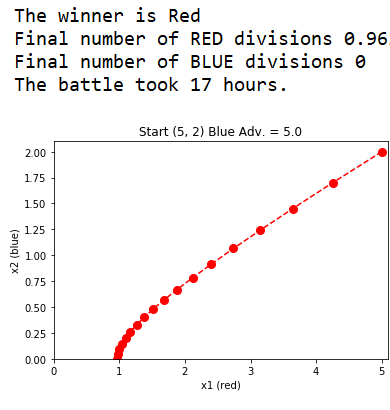 The winner is Red
Final number of RED divisions 0.96
Final number of BLUE divisions 0
The battle took 17 hours.
Start (5, 2) Blue Adv. = 5.0
2.00
1.75
1.50
1.25
1.00
0.75
0.50
0.25
0.00
x2 (blue)
0 1 2 3 4 5
x1 (red)